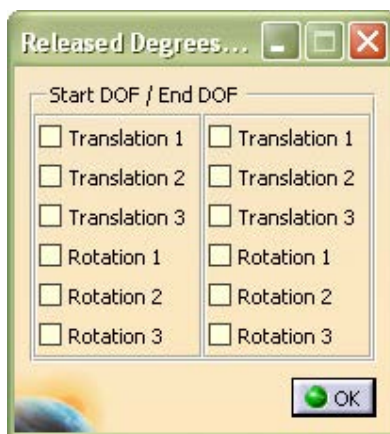 Released Degrees...
Start DOF / End DOF
Translation 1 Translation 1
Translation 2 Translation 2
Translation 3 Translation 3
Rotation 1 Rotation 1
Rotation 2 Rotation 2
Rotation 3 Rotation 3
OK